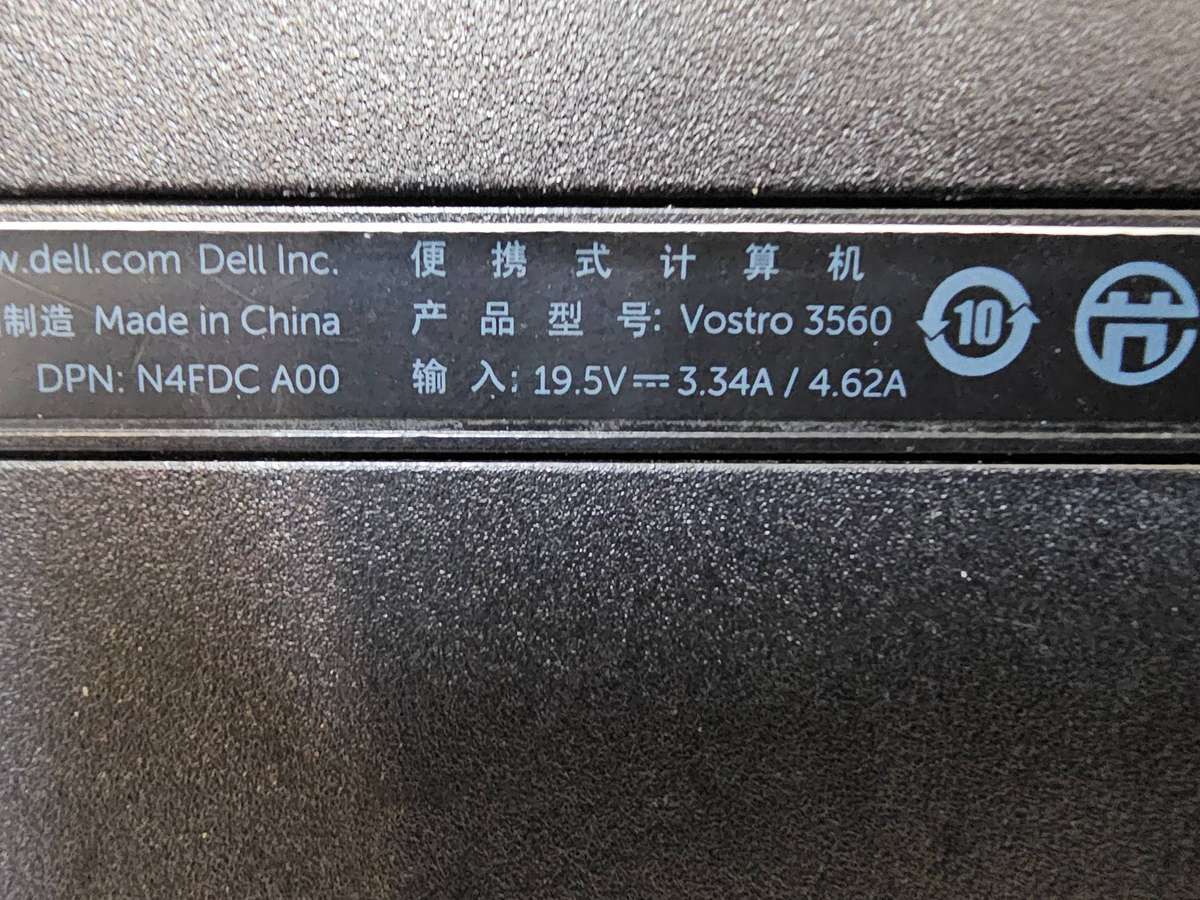 w.dell.com Dell Inc.
制造 Made in China
DPN: N4FDC A00
便携式计算机
产品型号: Vostro 3560
输入: 19.5V⎓3.34A / 4.62A
10